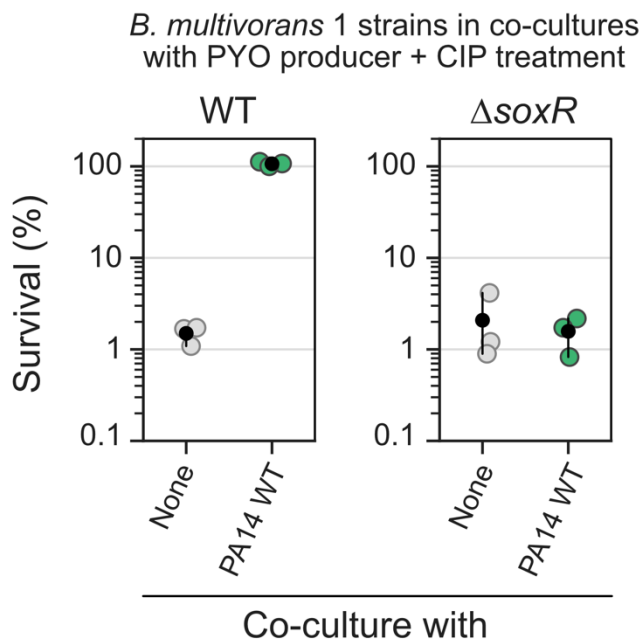 B. multivorans 1 strains in co-cultures
with PYO producer + CIP treatment
WT
ΔsoxR
Survival (%)
100
10
1
0.1
100
10
1
0.1
None
PA14 WT
None
PA14 WT
Co-culture with